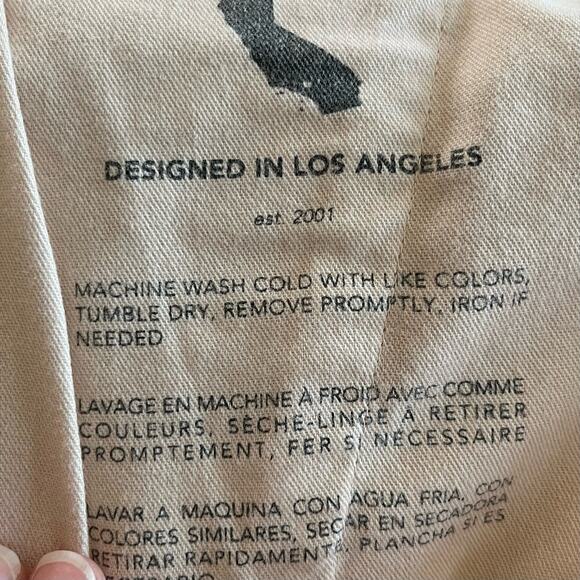 DESIGNED IN LOS ANGELES
est. 2001
MACHINE WASH COLD WITH LIKE COLORS,
TUMBLE DRY, REMOVE PROMPTLY, IRON IF
NEEDED
LAVAGE EN MACHINE À FROID AVEC COMME
COULEURS, SÈCHE-LINGE À RETIRER
PROMPTEMENT, FER SI NÉCESSAIRE
LAVAR A MAQUINA CON AGUA FRIA, CON
COLORES SIMILARES, SECAR EN SECADORA
RETIRAR RAPIDAMENTE, PLANCHA SI ES